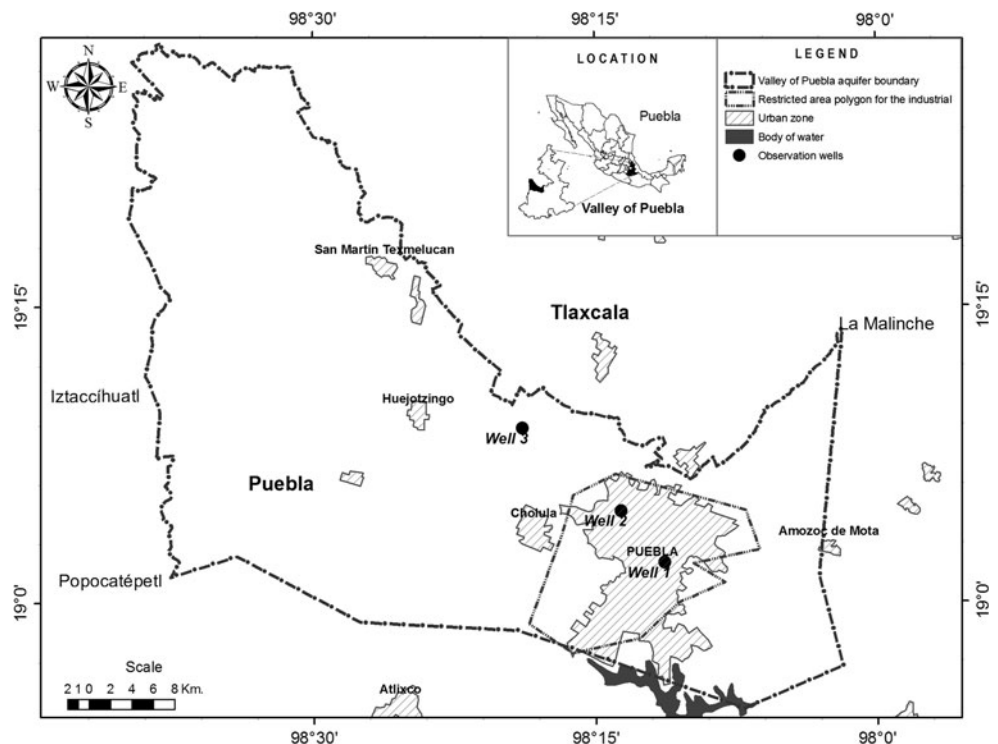 98°30'
98°15'
98°0'
N
W
E
S
LOCATION
Puebla
Valley of Puebla
LEGEND
Valley of Puebla aquifer boundary
Restricted area polygon for the industrial
Urban zone
Body of water
Observation wells
San Martín Texmelucan
19°15'
19°15'
Tlaxcala
La Malinche
Iztaccíhuatl
Huejotzingo
Well 3
Puebla
Cholula
Well 2
Amozoc de Mota
PUEBLA
Well 1
Popocatépetl
19°0'
19°0'
Scale
2 1 0 2 4 6 8 Km.
Atlixco
98°30'
98°15'
98°0'